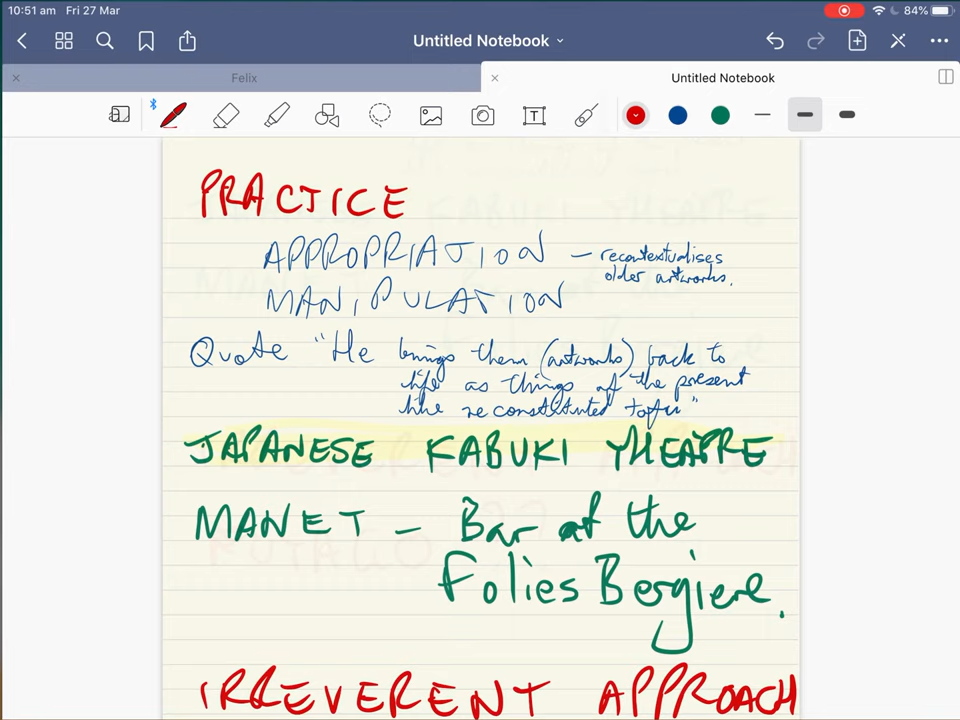 10:51 am Fri 27 Mar 84%
Untitled Notebook
Felix
Untitled Notebook
T
PRACTICE
APPROPRIATION – recontextualises
older artworks.
MANIPULATION
Quote "He brings them (artworks) back to
life as things of the present
like reconstituted tofu"
JAPANESE KABUKI THEATRE
MANET – Bar at the
Folies Bergiere.
IRREVERENT APPROACH